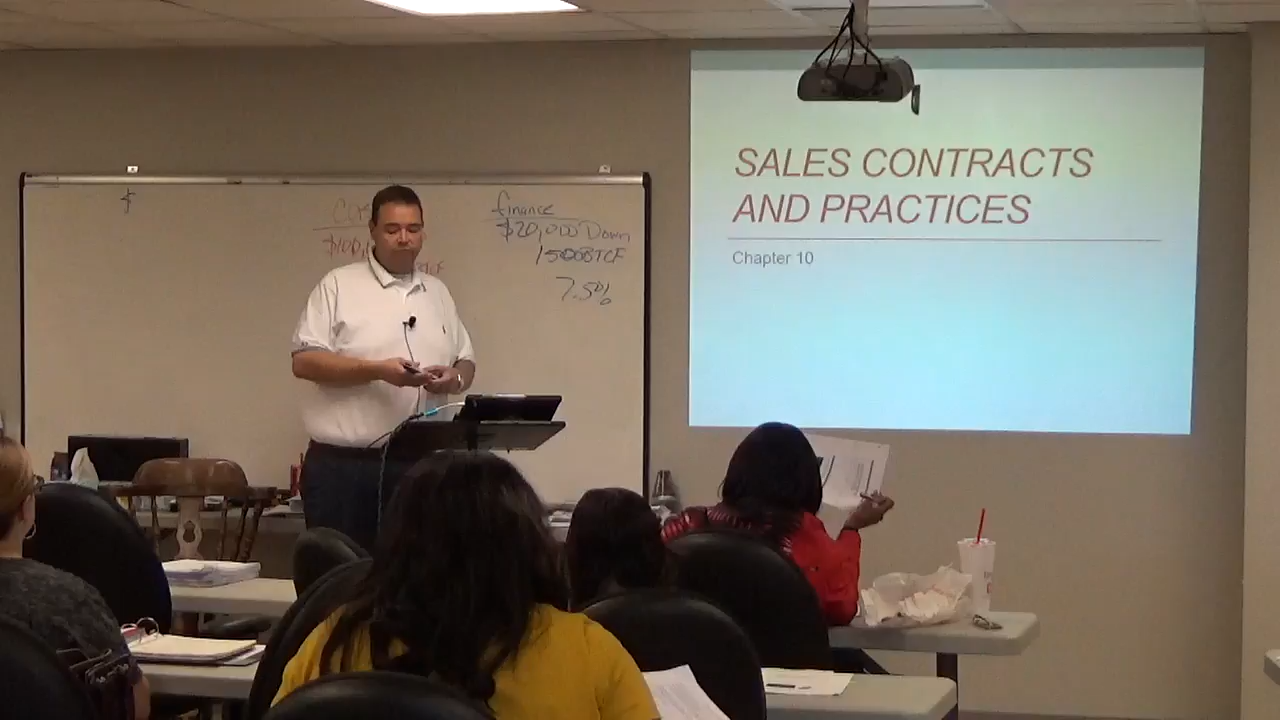 $
finance
$20,000 Down
7.5%
SALES CONTRACTS
AND PRACTICES
Chapter 10